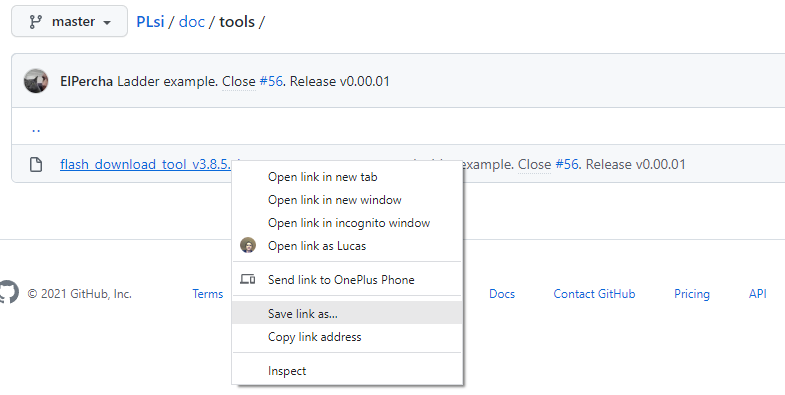 master PLsi / doc / tools /
ElPercha Ladder example. Close #56. Release v0.00.01
..
flash_download_tool_v3.8.5. example. Close #56. Release v0.00.01
Open link in new tab
Open link in new window
Open link in incognito window
Open link as Lucas
Send link to OnePlus Phone
© 2021 GitHub, Inc. Terms Docs Contact GitHub Pricing API
Save link as...
Copy link address
Inspect